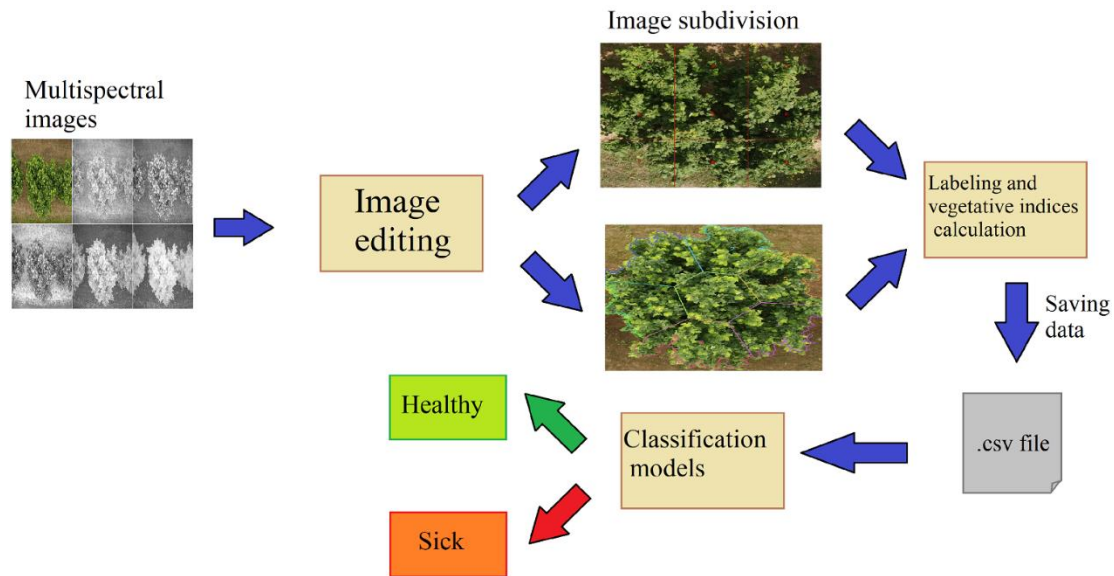 Image subdivision
Multispectral
images
Image
editing
Labeling and
vegetative indices
calculation
Saving
data
.csv file
Classification
models
Healthy
Sick